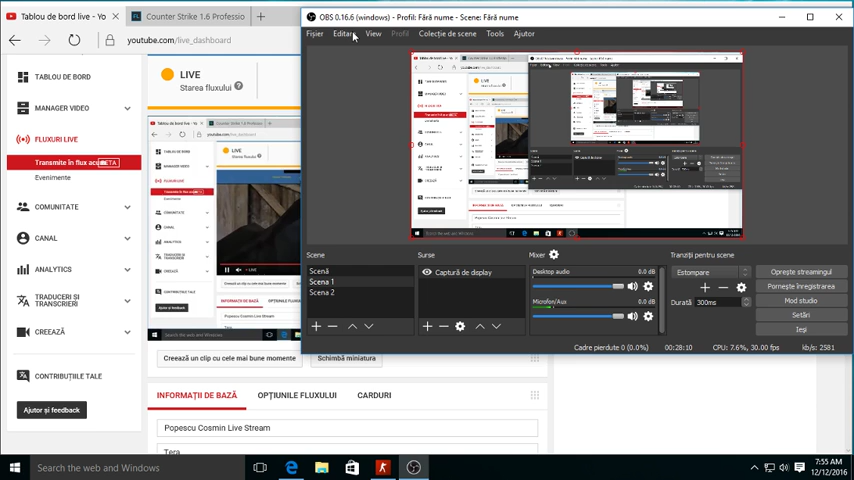 Tablou de bord live - Yo
Counter Strike 1.6 Professio
youtube.com/live_dashboard
TABLOU DE BORD
MANAGER VIDEO
FLUXURI LIVE
Transmite în flux acu BETA
Evenimente
COMUNITATE
CANAL
ANALYTICS
TRADUCERI ȘI
TRANSCRIERI
CREEAZĂ
CONTRIBUȚIILE TALE
Ajutor și feedback
LIVE
Starea fluxului
Creează un clip cu cele mai bune momente
Schimbă miniatura
INFORMAȚII DE BAZĂ
OPȚIUNILE FLUXULUI
CARDURI
Popescu Cosmin Live Stream
Tera
OBS 0.16.6 (windows) - Profil: Fără nume - Scene: Fără nume
Fișier
Editare
View
Profil
Colecția de scene
Tools
Ajutor
Scene
Scenă
Scena 1
Scena 2
Surse
Captură de display
Mixer
Desktop audio
0.0 dB
Microfon/Aux
0.0 dB
Tranziții pentru scene
Estompare
Durată
300ms
Oprește streamingul
Pornește înregistrarea
Mod studio
Setări
Ieși
Cadre pierdute 0 (0.0%)
00:28:10
CPU: 7.6%, 30.00 fps
kb/s: 2581
Search the web and Windows
7:55 AM
12/12/2016